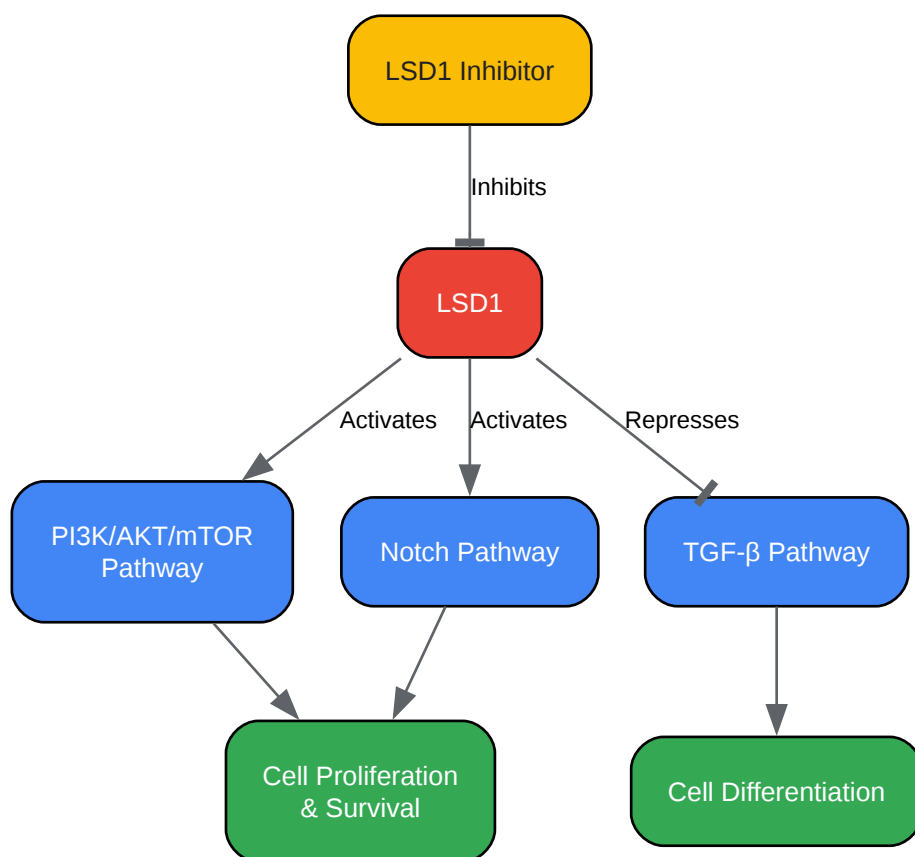 LSD1 Inhibitor
Inhibits
LSD1
Activates
Activates
Represses
PI3K/AKT/mTOR
Pathway
Notch Pathway
TGF-β Pathway
Cell Proliferation
& Survival
Cell Differentiation